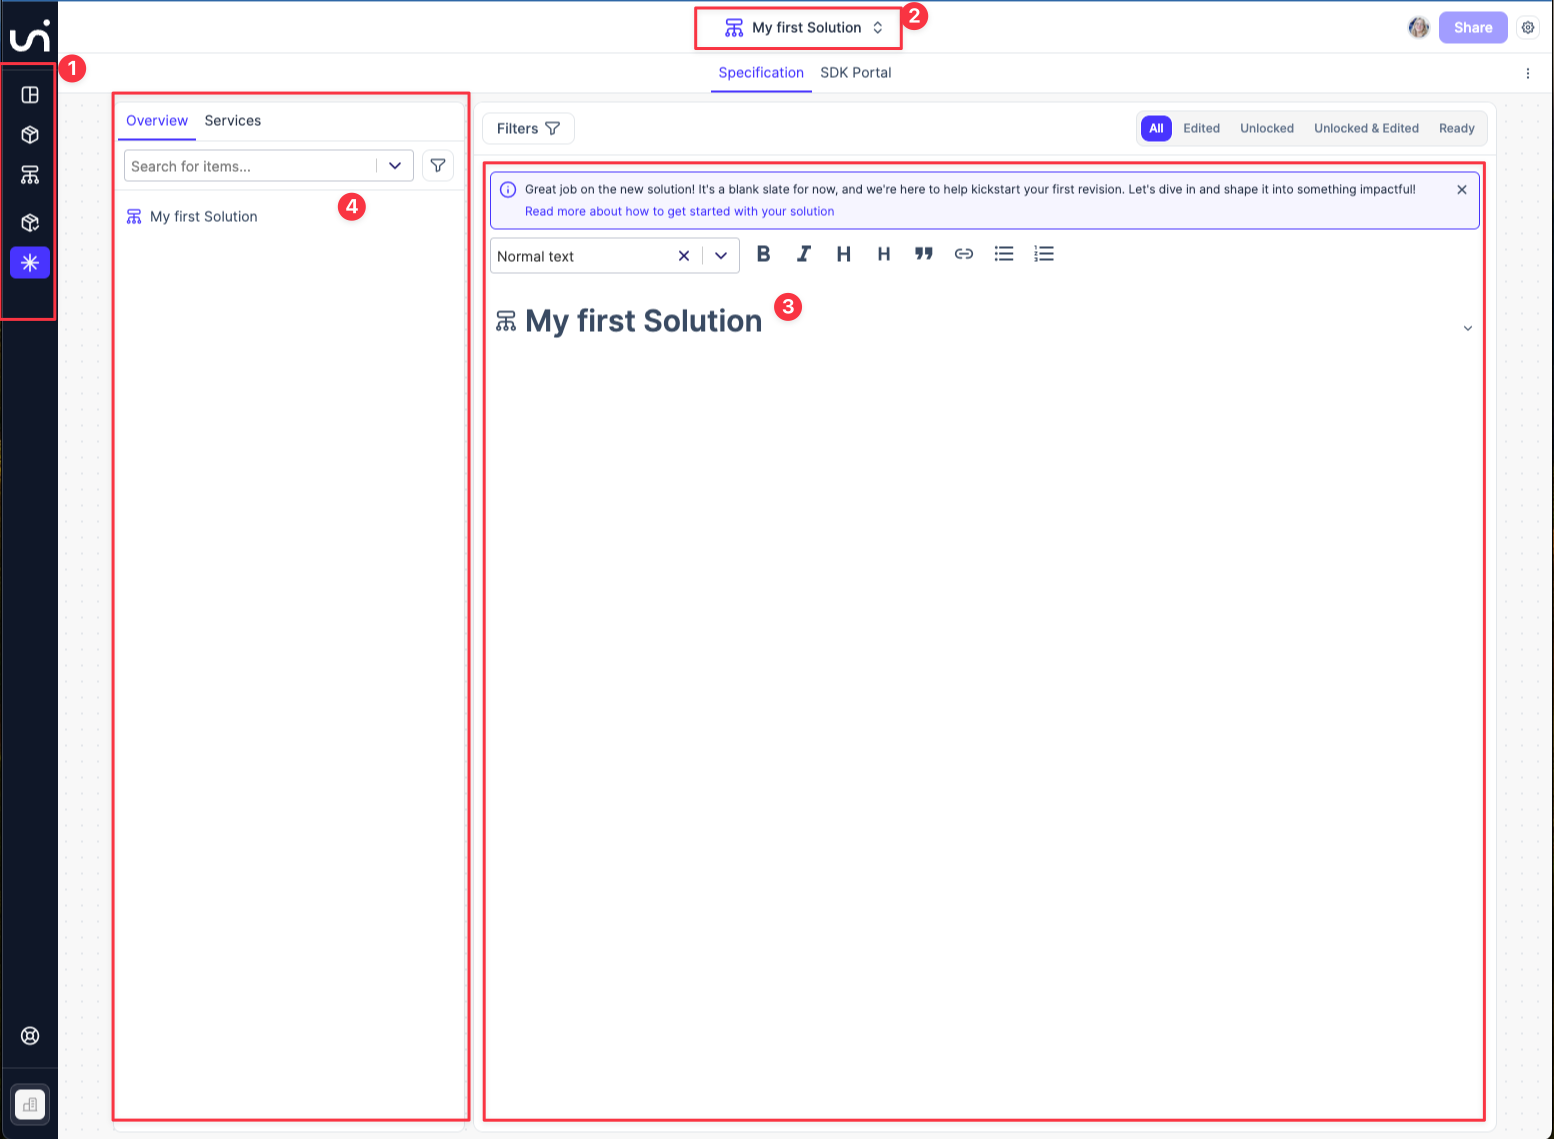 My first Solution
2
Share
1
Specification
SDK Portal
Overview
Services
Search for items...
4
My first Solution
Filters
All
Edited
Unlocked
Unlocked & Edited
Ready
Great job on the new solution! It's a blank slate for now, and we're here to help kickstart your first revision. Let's dive in and shape it into something impactful!
Read more about how to get started with your solution
Normal text
B
I
H
H
My first Solution
3